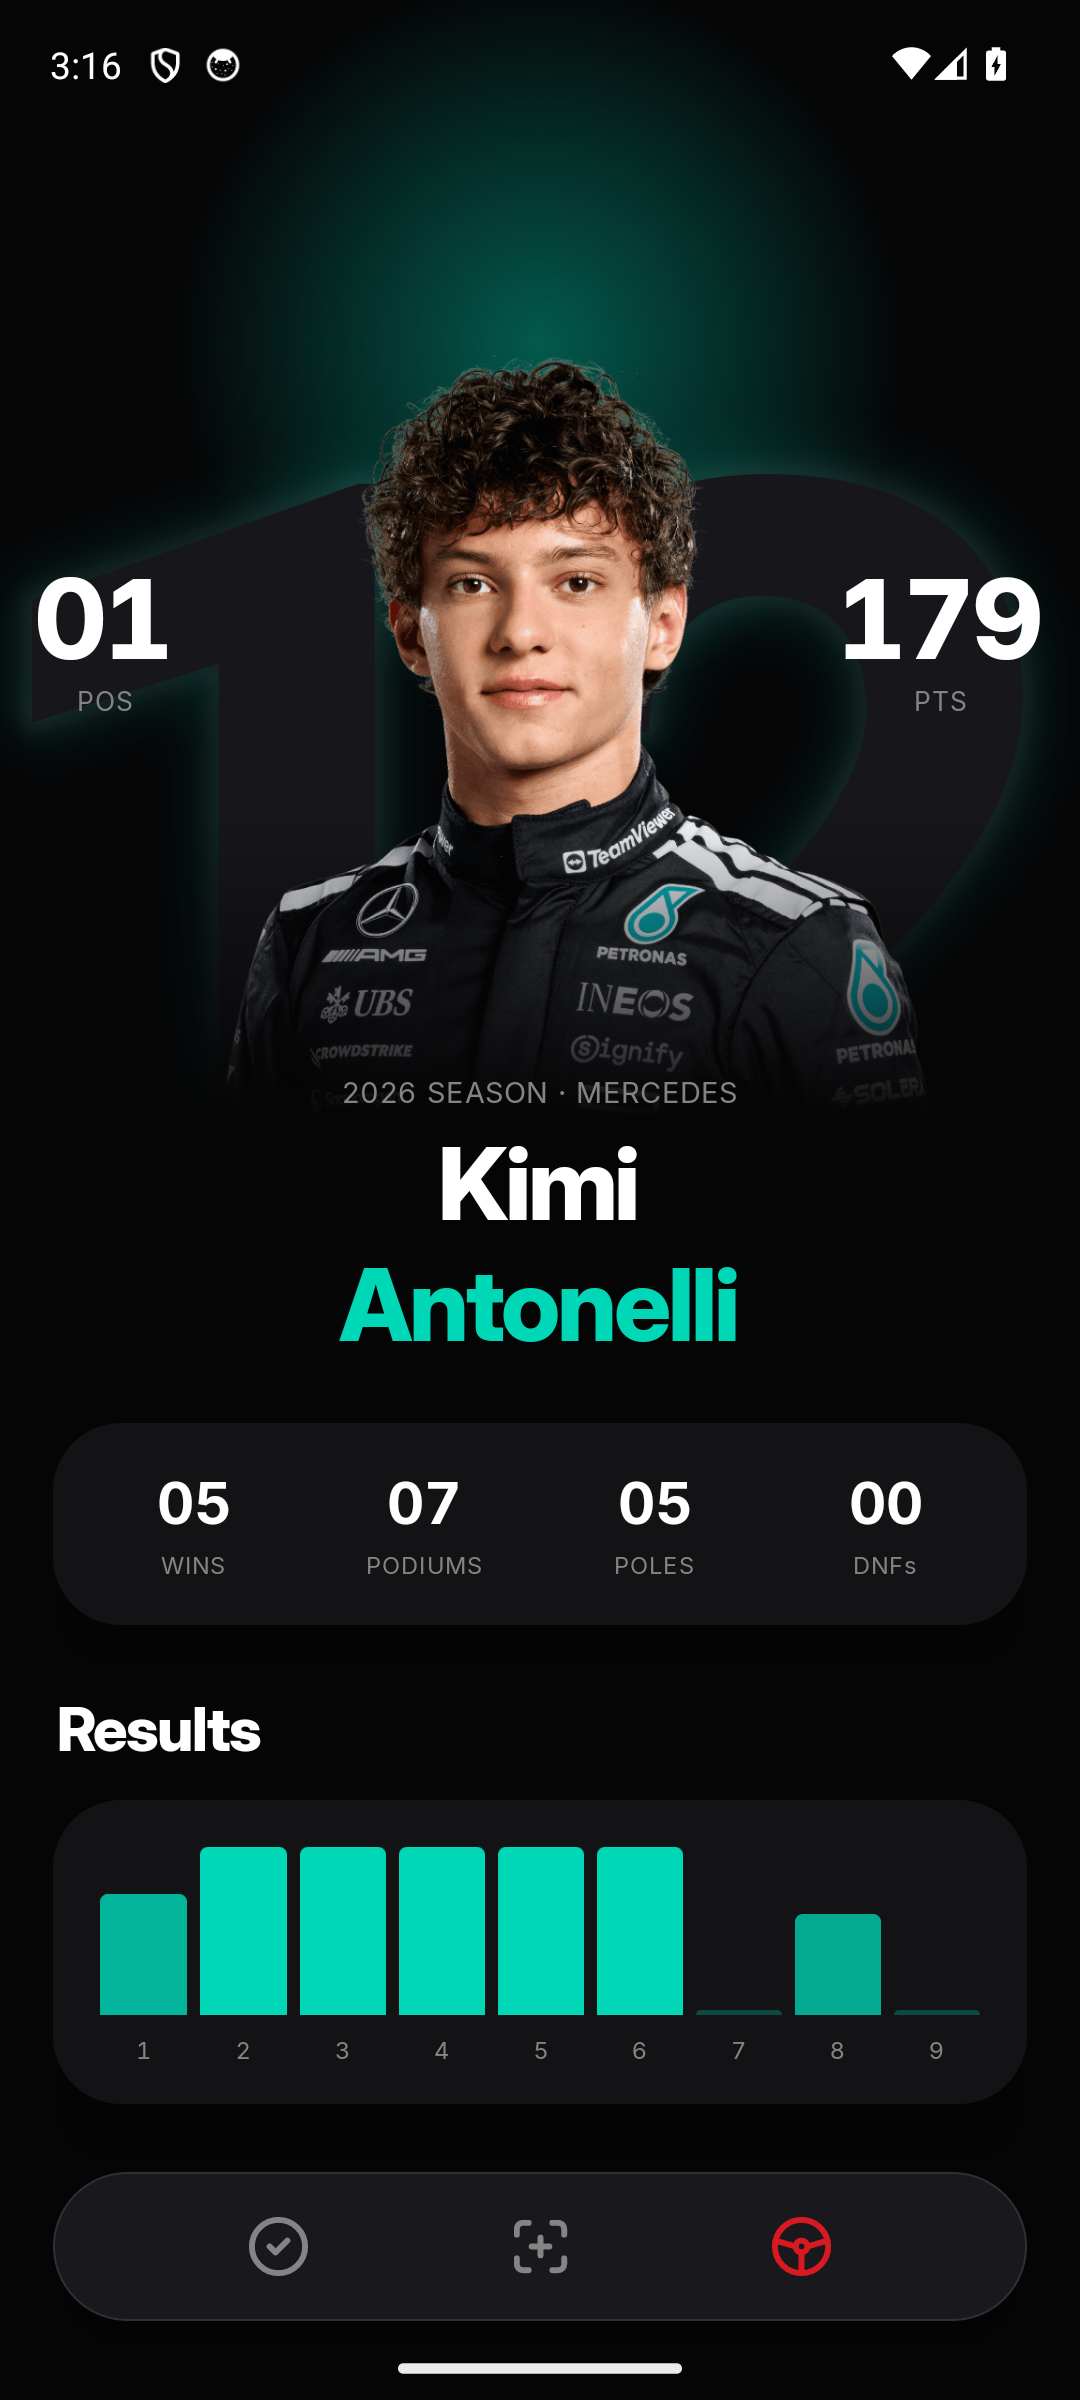 3:16
12
01
POS
179
PTS
TeamViewer
AMG
PETRONAS
UBS
INEOS
CROWDSTRIKE
Signify
PETRONAS
SOLERA
2026 SEASON · MERCEDES
Kimi
Antonelli
05 07 05 00
WINS PODIUMS POLES DNFs
Results
1 2 3 4 5 6 7 8 9